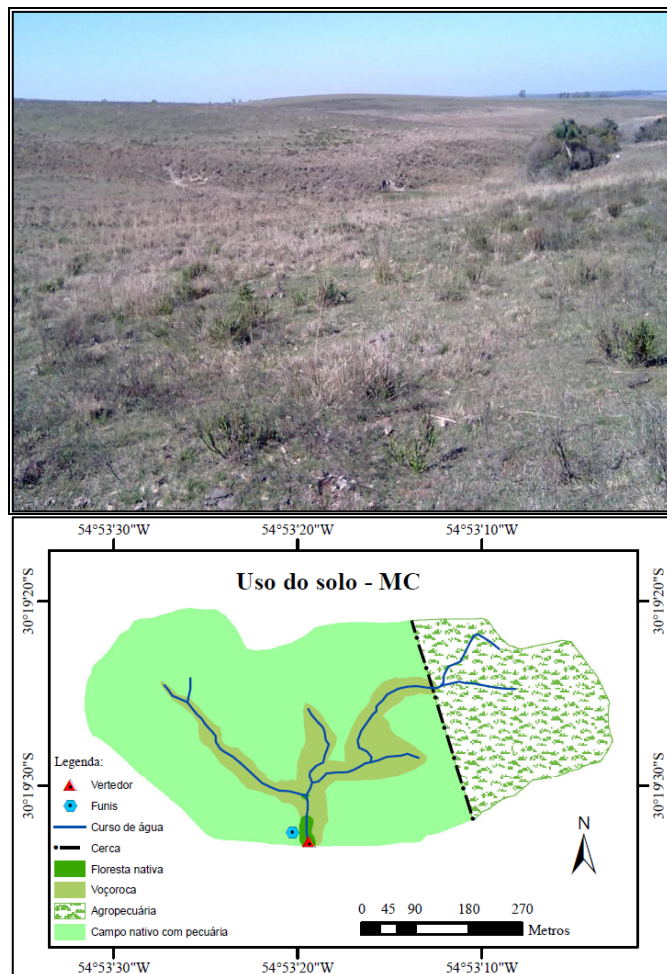 54°53'30"W 54°53'20"W 54°53'10"W
Uso do solo - MC
30°19'20"S
30°19'20"S
30°19'30"S
30°19'30"S
Legenda:
Vertedor
Funis
Curso de água
Cerca
Floresta nativa
Voçoroca
Agropecuária
Campo nativo com pecuária
N
0 45 90 180 270
Metros
54°53'30"W 54°53'20"W 54°53'10"W